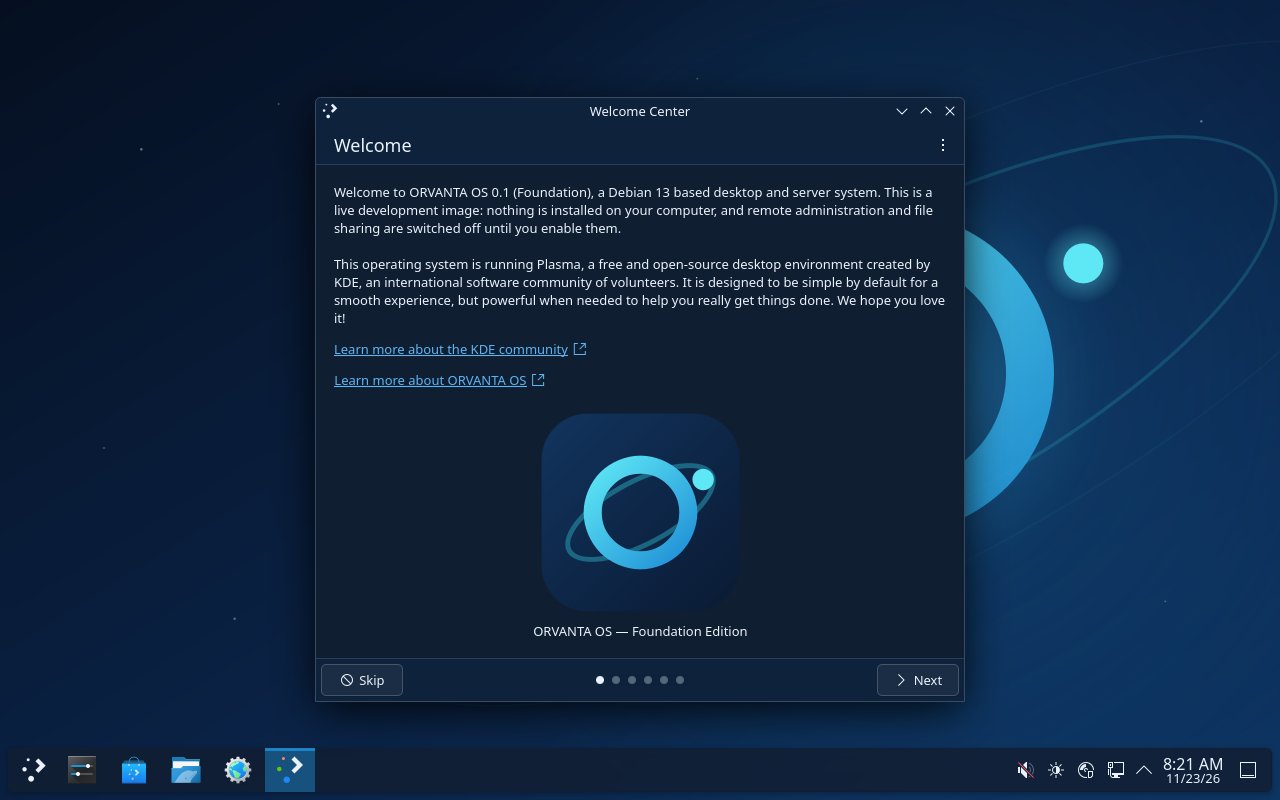 Welcome Center
Welcome
Welcome to ORVANTA OS 0.1 (Foundation), a Debian 13 based desktop and server system. This is a
live development image: nothing is installed on your computer, and remote administration and file
sharing are switched off until you enable them.
This operating system is running Plasma, a free and open-source desktop environment created by
KDE, an international software community of volunteers. It is designed to be simple by default for a
smooth experience, but powerful when needed to help you really get things done. We hope you love
it!
Learn more about the KDE community
Learn more about ORVANTA OS
ORVANTA OS — Foundation Edition
Skip
Next
8:21 AM
11/23/26